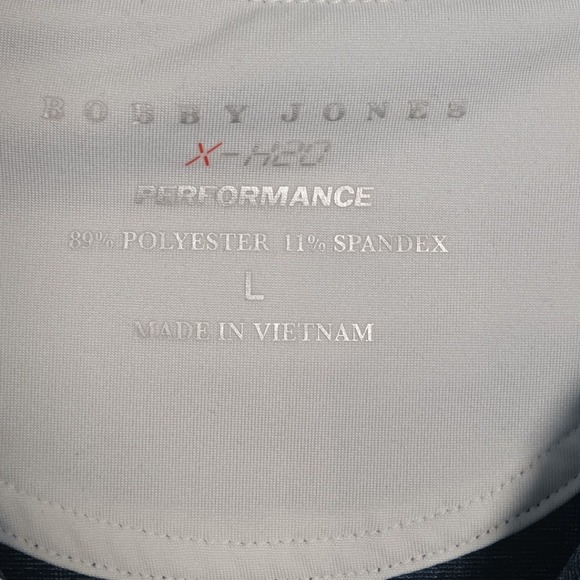 BOBBY JONES
X-H2O
PERFORMANCE
89% POLYESTER 11% SPANDEX
L
MADE IN VIETNAM